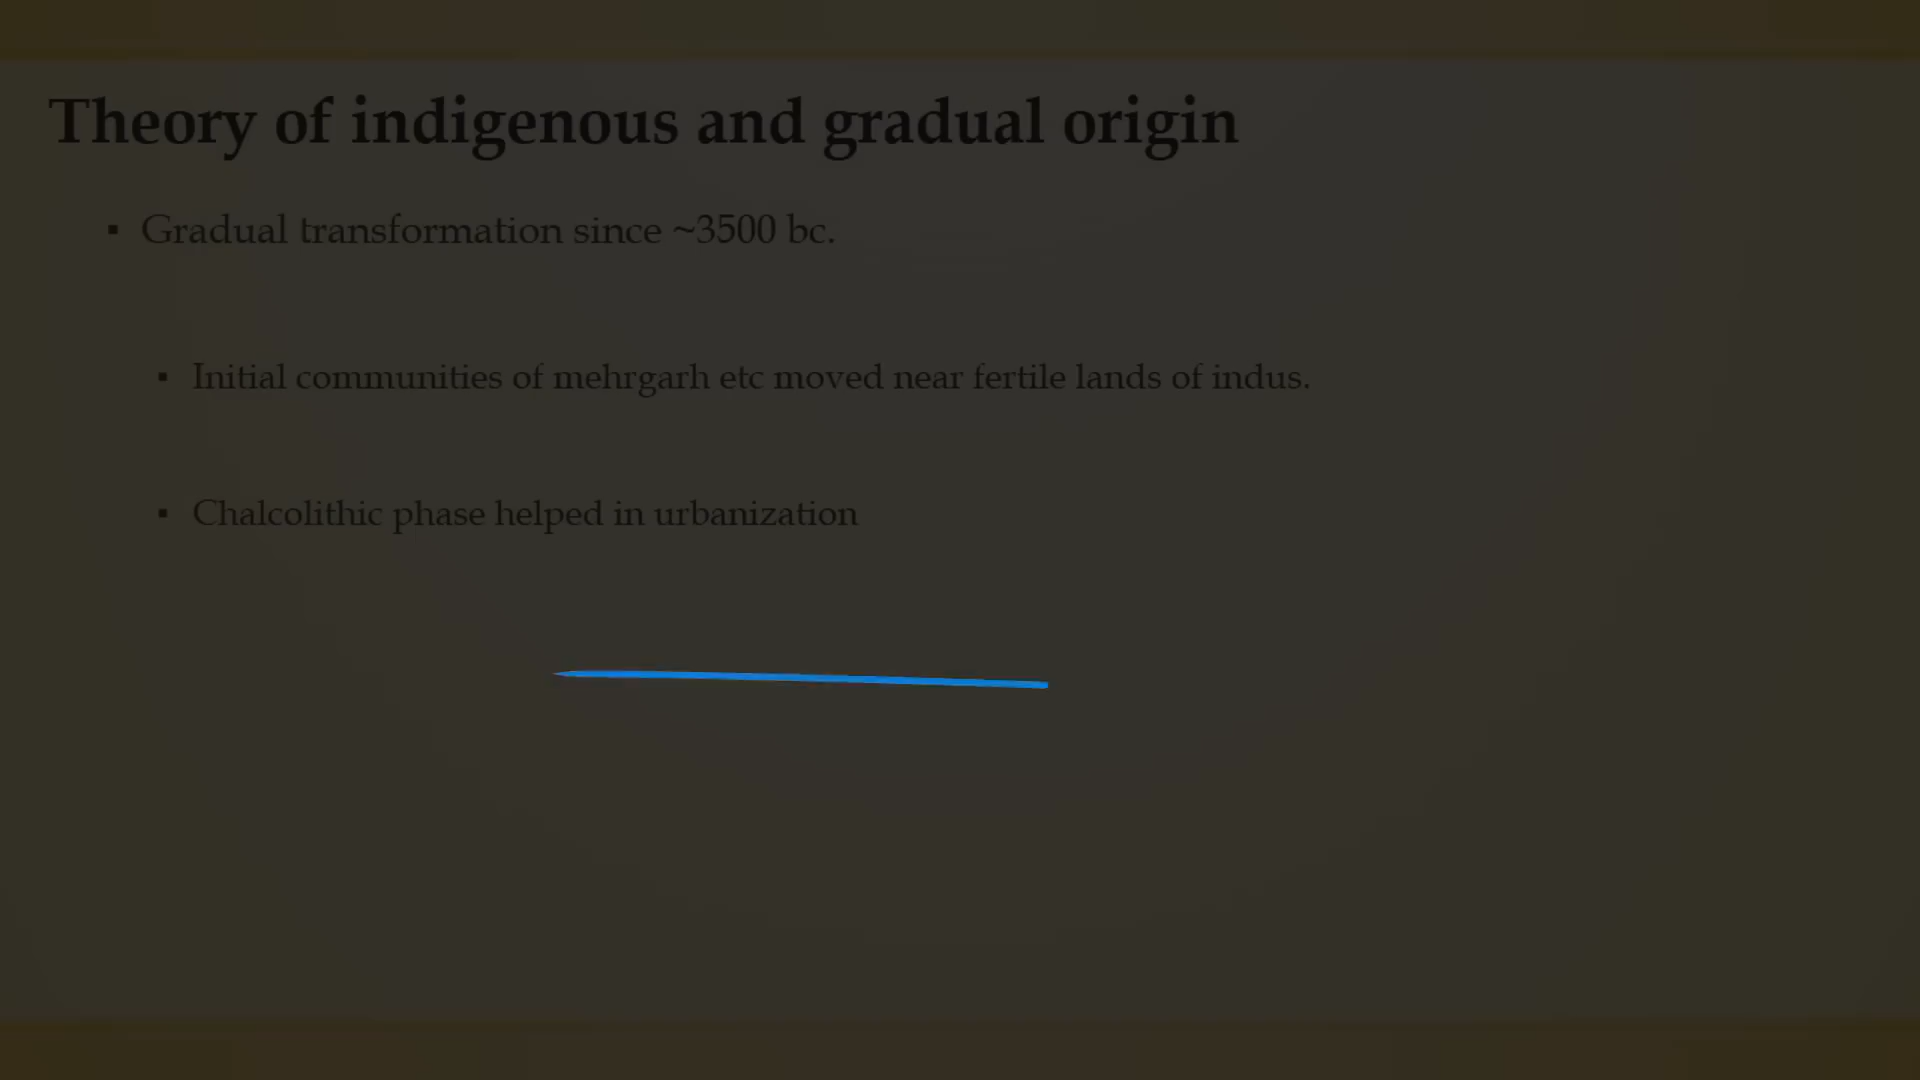 Theory of indigenous and gradual origin
▪ Gradual transformation since ~3500 bc.
▪ Initial communities of mehrgarh etc moved near fertile lands of indus.
▪ Chalcolithic phase helped in urbanization